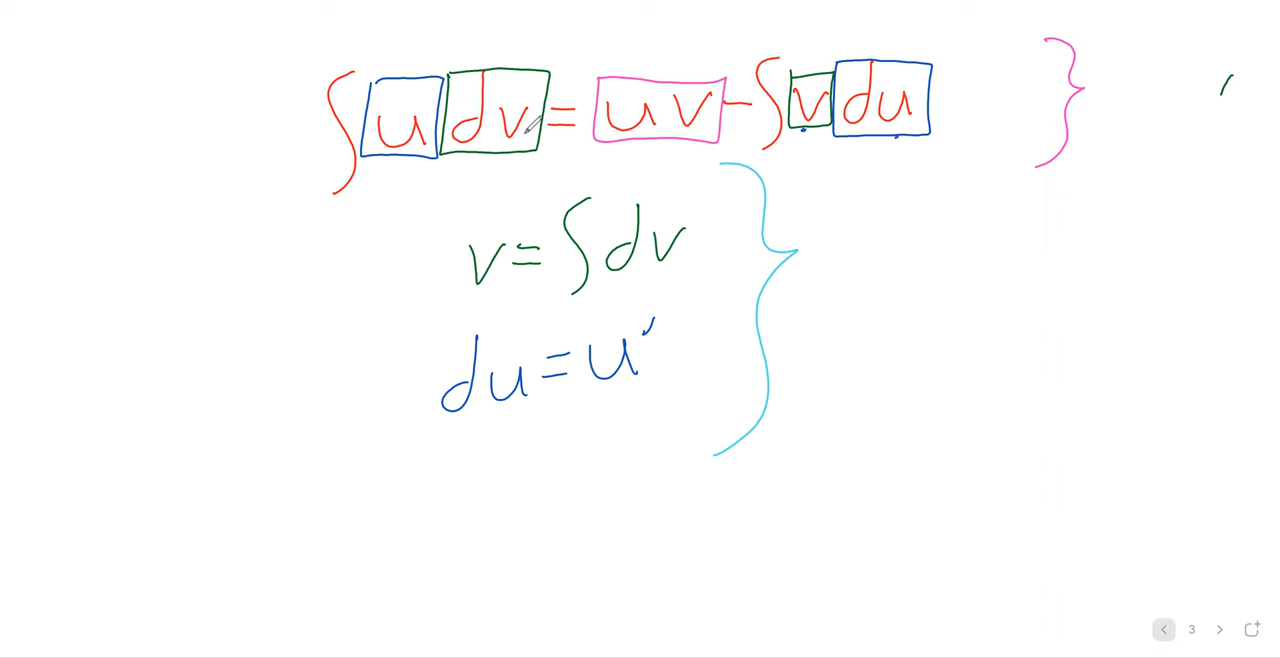 ∫ u dv = uv - ∫ v du
v = ∫ dv
du = u'
3